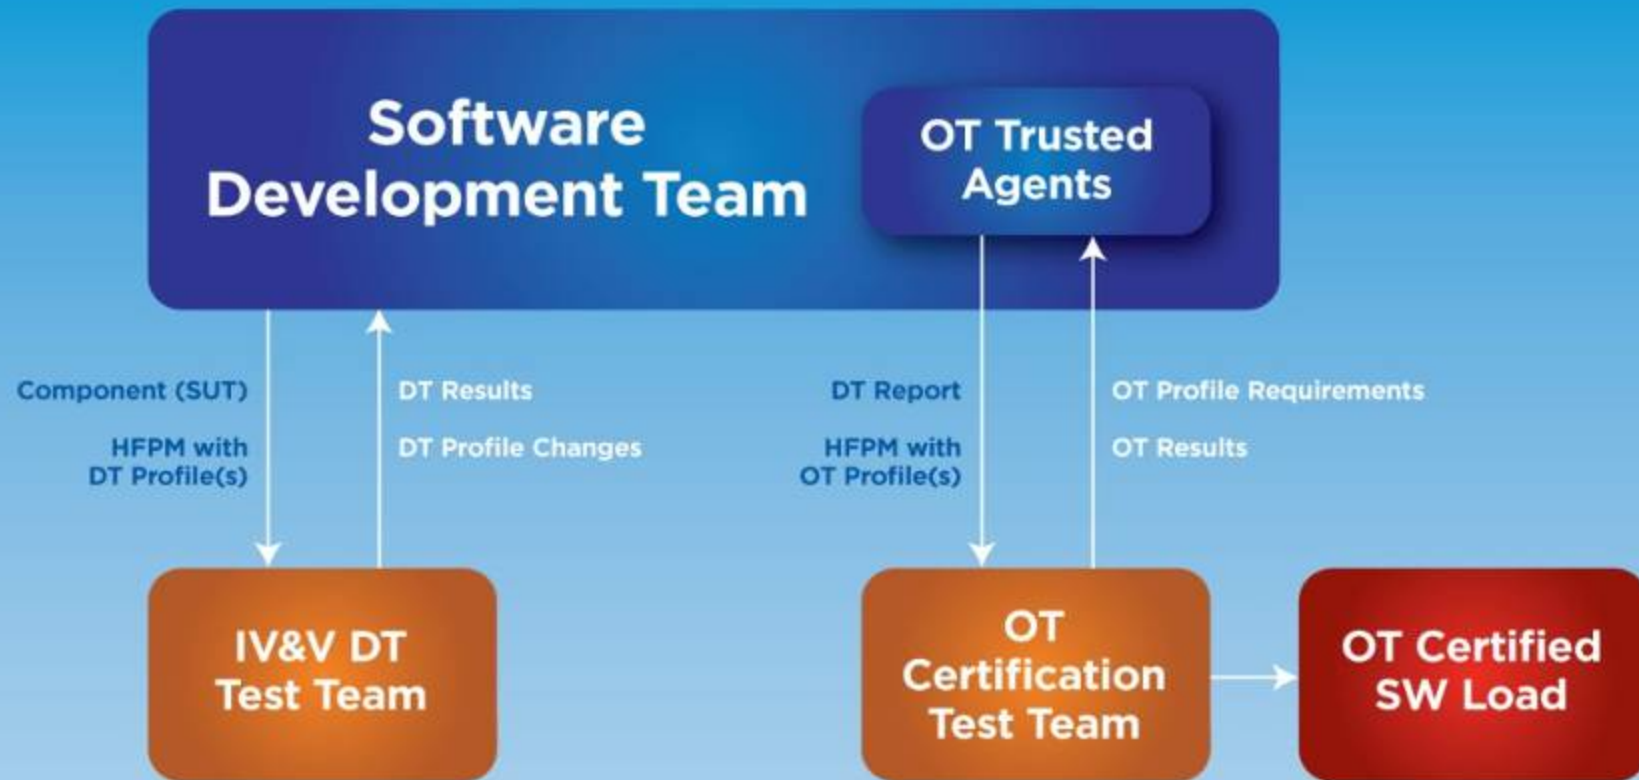 Software
Development Team
OT Trusted
Agents
Component (SUT)
HFPM with
DT Profile(s)
DT Results
DT Profile Changes
DT Report
HFPM with
OT Profile(s)
OT Profile Requirements
OT Results
IV&V DT
Test Team
OT
Certification
Test Team
OT Certified
SW Load